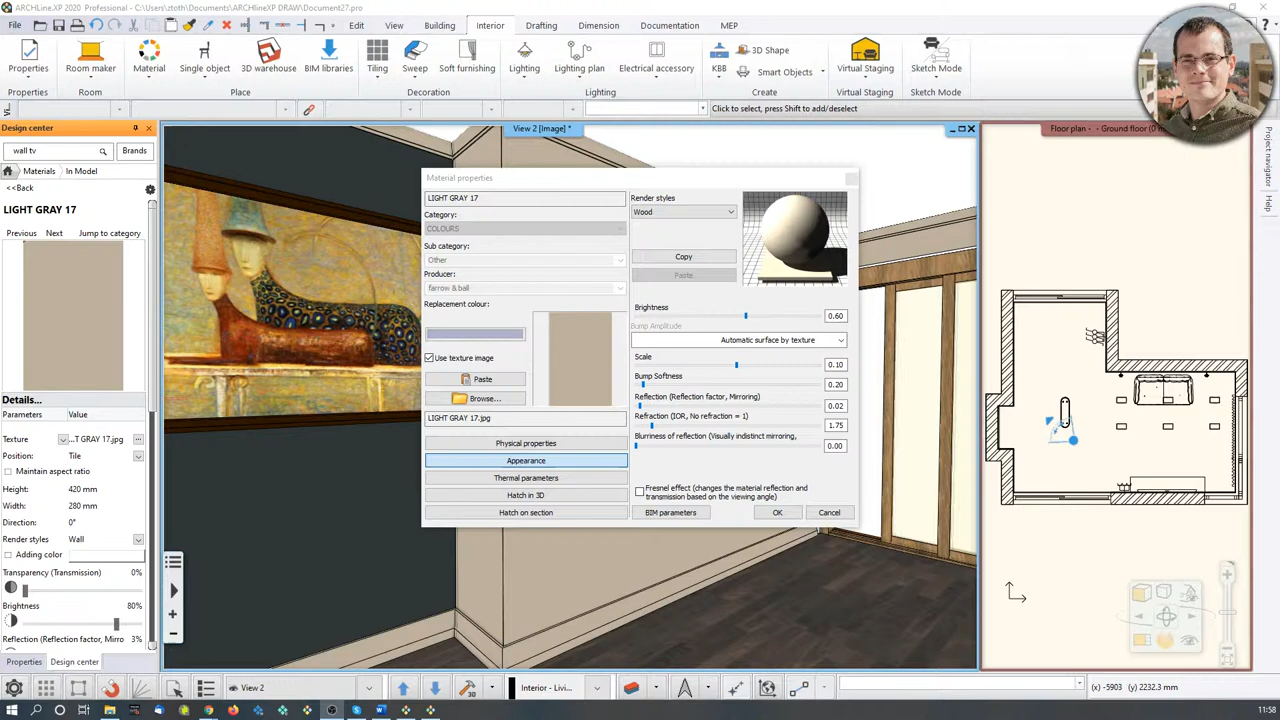 ARCHLine.XP 2020 Professional - C:\Users\ztoth\Documents\ARCHlineXP DRAW\Document27.pro
File
Edit
View
Building
Interior
Drafting
Dimension
Documentation
MEP
Properties
Room maker
Material
Single object
3D warehouse
BIM libraries
Tiling
Sweep
Soft furnishing
Lighting
Lighting plan
Electrical accessory
KBB
3D Shape
Smart Objects
Virtual Staging
Sketch Mode
Properties
Room
Place
Decoration
Lighting
Create
Virtual Staging
Sketch Mode
Click to select, press Shift to add/deselect
Design center
View 2 [Image] *
Floor plan - Ground floor (0
wall tv
Brands
Materials
In Model
<<Back
LIGHT GRAY 17
Previous
Next
Jump to category
Details...
Parameters
Value
Texture
...T GRAY 17.jpg
Position:
Tile
Maintain aspect ratio
Height:
420 mm
Width:
280 mm
Direction:
0°
Render styles
Wall
Adding color
Transparency (Transmission)
0%
Brightness
80%
Reflection (Reflection factor, Mirro
3%
Properties
Design center
Material properties
LIGHT GRAY 17
Category:
COLOURS
Sub category:
Other
Producer:
farrow & ball
Replacement colour:
Use texture image
Paste
Browse...
LIGHT GRAY 17.jpg
Physical properties
Appearance
Thermal parameters
Hatch in 3D
Hatch on section
Render styles
Wood
Copy
Paste
Brightness
0.60
Bump Amplitude
Automatic surface by texture
Scale
0.10
Bump Softness
0.20
Reflection (Reflection factor, Mirroring)
0.02
Refraction (IOR, No refraction = 1)
1.75
Blurriness of reflection (Visually indistinct mirroring,
0.00
Fresnel effect (changes the material reflection and
transmission based on the viewing angle)
BIM parameters
OK
Cancel
Project navigator
Help
View 2
Interior - Livi...
(x) -5903 (y) 2232.3 mm
11:58